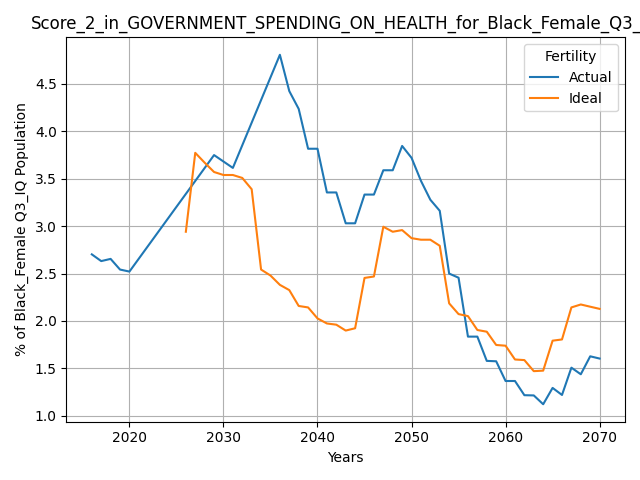 Score_2_in_GOVERNMENT_SPENDING_ON_HEALTH_for_Black_Female_Q3_
Fertility
Actual
Ideal
% of Black_Female Q3_IQ Population
4.5
4.0
3.5
3.0
2.5
2.0
1.5
1.0
2020 2030 2040 2050 2060 2070
Years